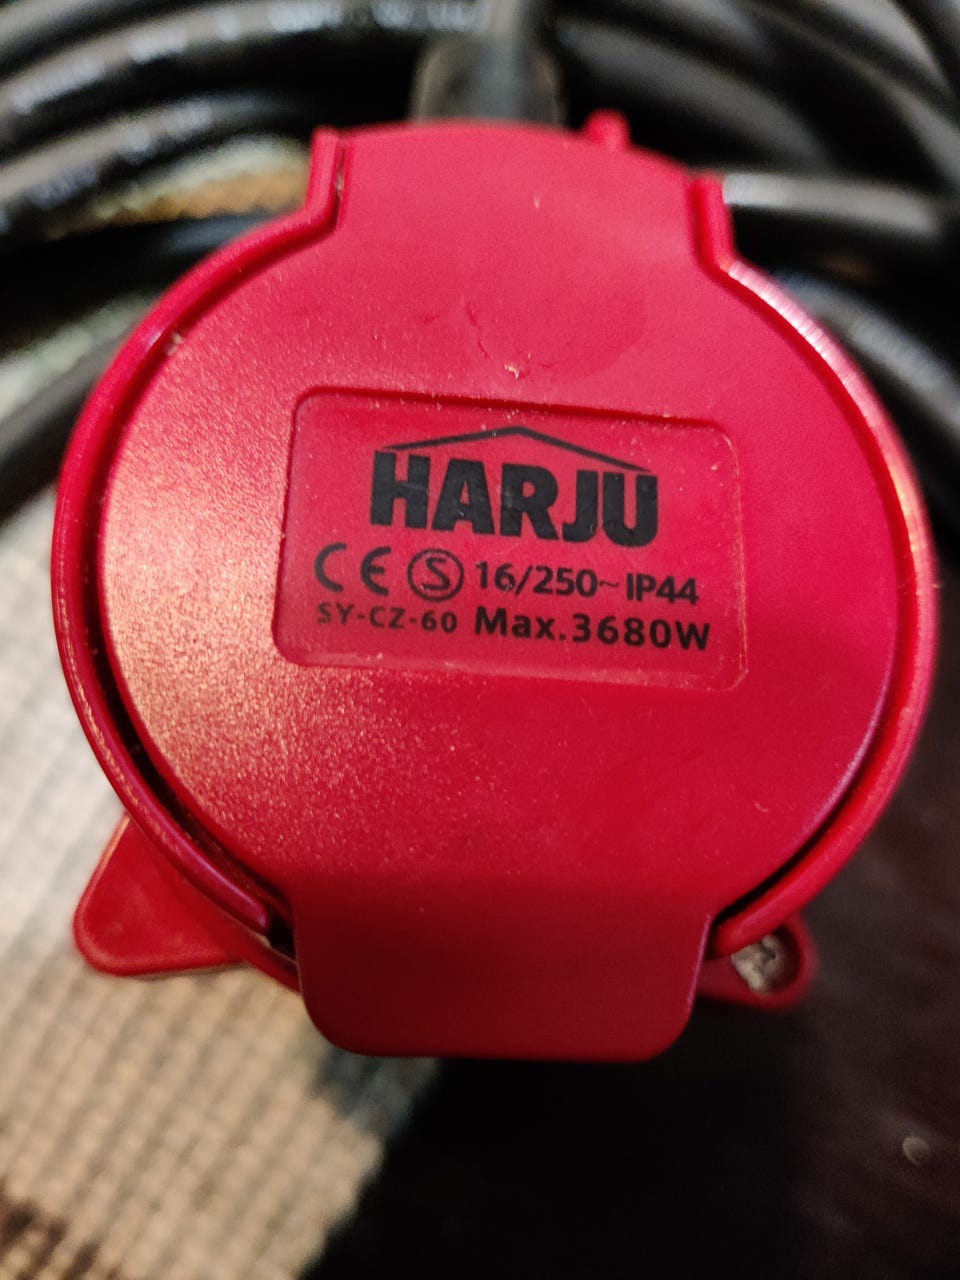 HARJU
CE S 16/250~ IP44
SY-CZ-60 Max.3680W